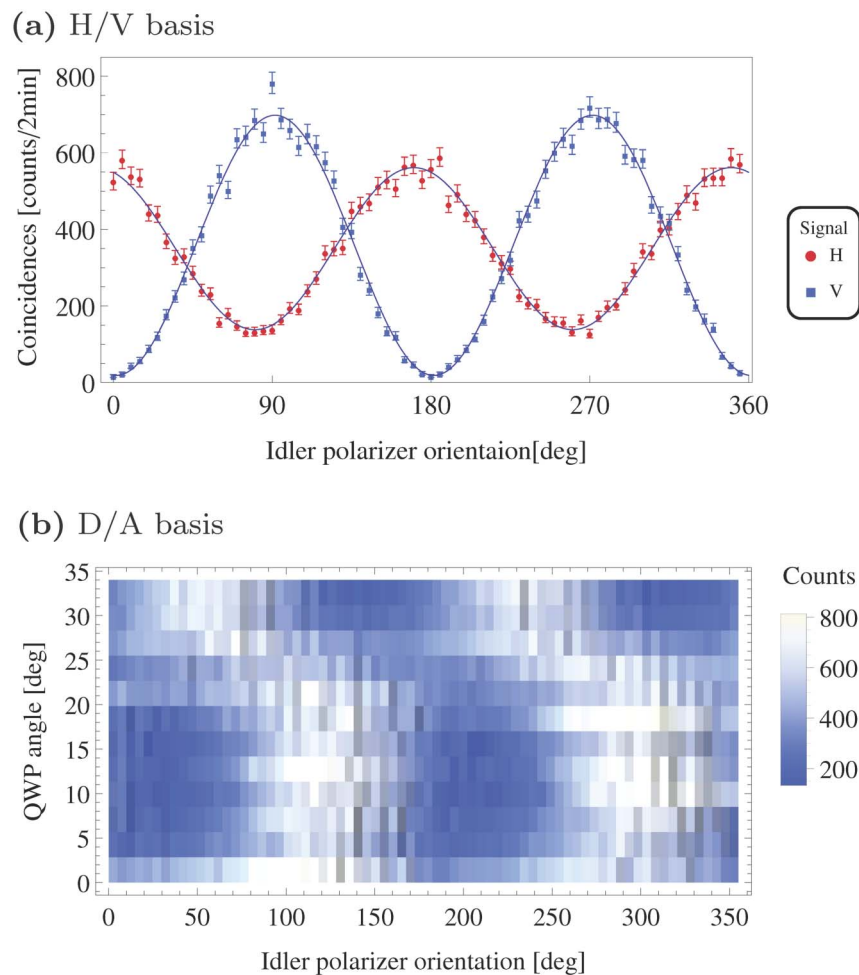 (a) H/V basis
Coincidences [counts/2min]
800
600
400
200
0
0 90 180 270 360
Idler polarizer orientaion[deg]
Signal
H
V
(b) D/A basis
QWP angle [deg]
35
30
25
20
15
10
5
0
0 50 100 150 200 250 300 350
Idler polarizer orientation [deg]
Counts
800
600
400
200